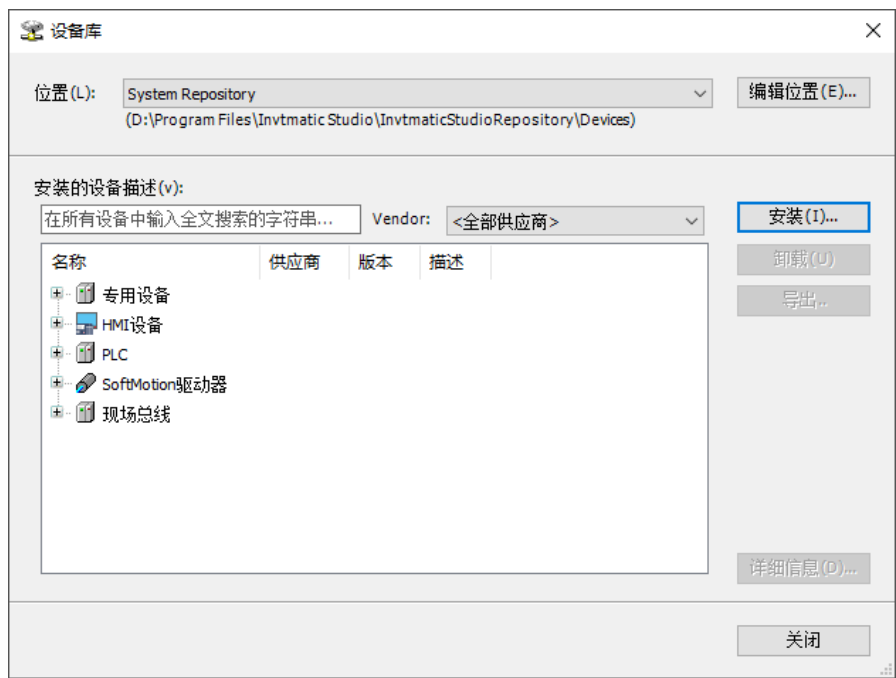 设备库
位置(L): System Repository 编辑位置(E)...
(D:\Program Files\Invtmatic Studio\InvtmaticStudioRepository\Devices)
安装的设备描述(v):
在所有设备中输入全文搜索的字符串... Vendor: <全部供应商> 安装(I)...
名称 供应商 版本 描述 卸载(U)
专用设备 导出..
HMI设备
PLC
SoftMotion驱动器
现场总线
详细信息(D)...
关闭